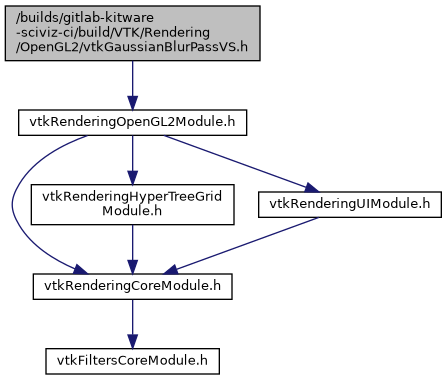 /builds/gitlab-kitware
-sciviz-ci/build/VTK/Rendering
/OpenGL2/vtkGaussianBlurPassVS.h
vtkRenderingOpenGL2Module.h
vtkRenderingHyperTreeGrid
Module.h
vtkRenderingUIModule.h
vtkRenderingCoreModule.h
vtkFiltersCoreModule.h